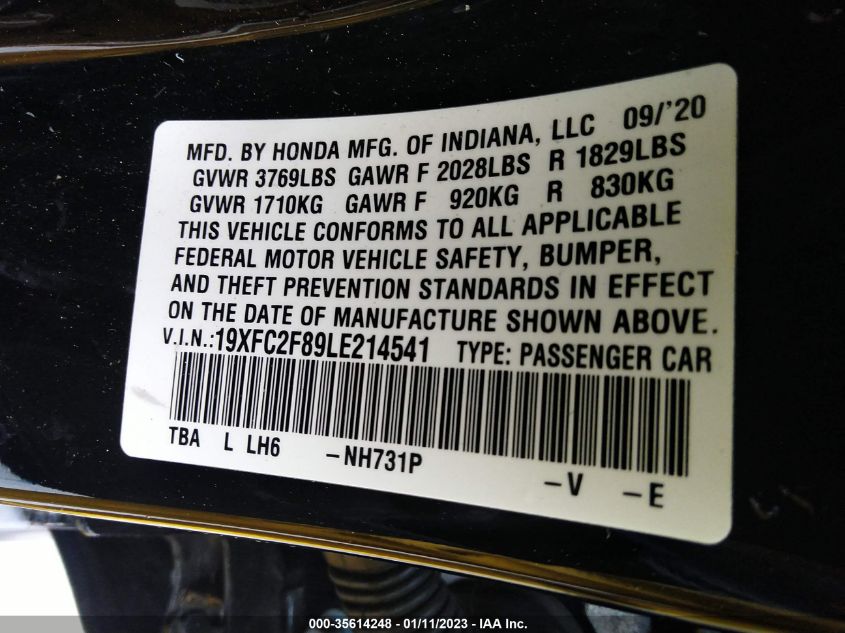 MFD. BY HONDA MFG. OF INDIANA, LLC 09/'20
GVWR 3769LBS GAWR F 2028LBS R 1829LBS
GVWR 1710KG GAWR F 920KG R 830KG
THIS VEHICLE CONFORMS TO ALL APPLICABLE
FEDERAL MOTOR VEHICLE SAFETY, BUMPER,
AND THEFT PREVENTION STANDARDS IN EFFECT
ON THE DATE OF MANUFACTURE SHOWN ABOVE.
V.I.N.:19XFC2F89LE214541 TYPE: PASSENGER CAR
TBA L LH6 -NH731P -V -E
000-35614248 - 01/11/2023 - IAA Inc.